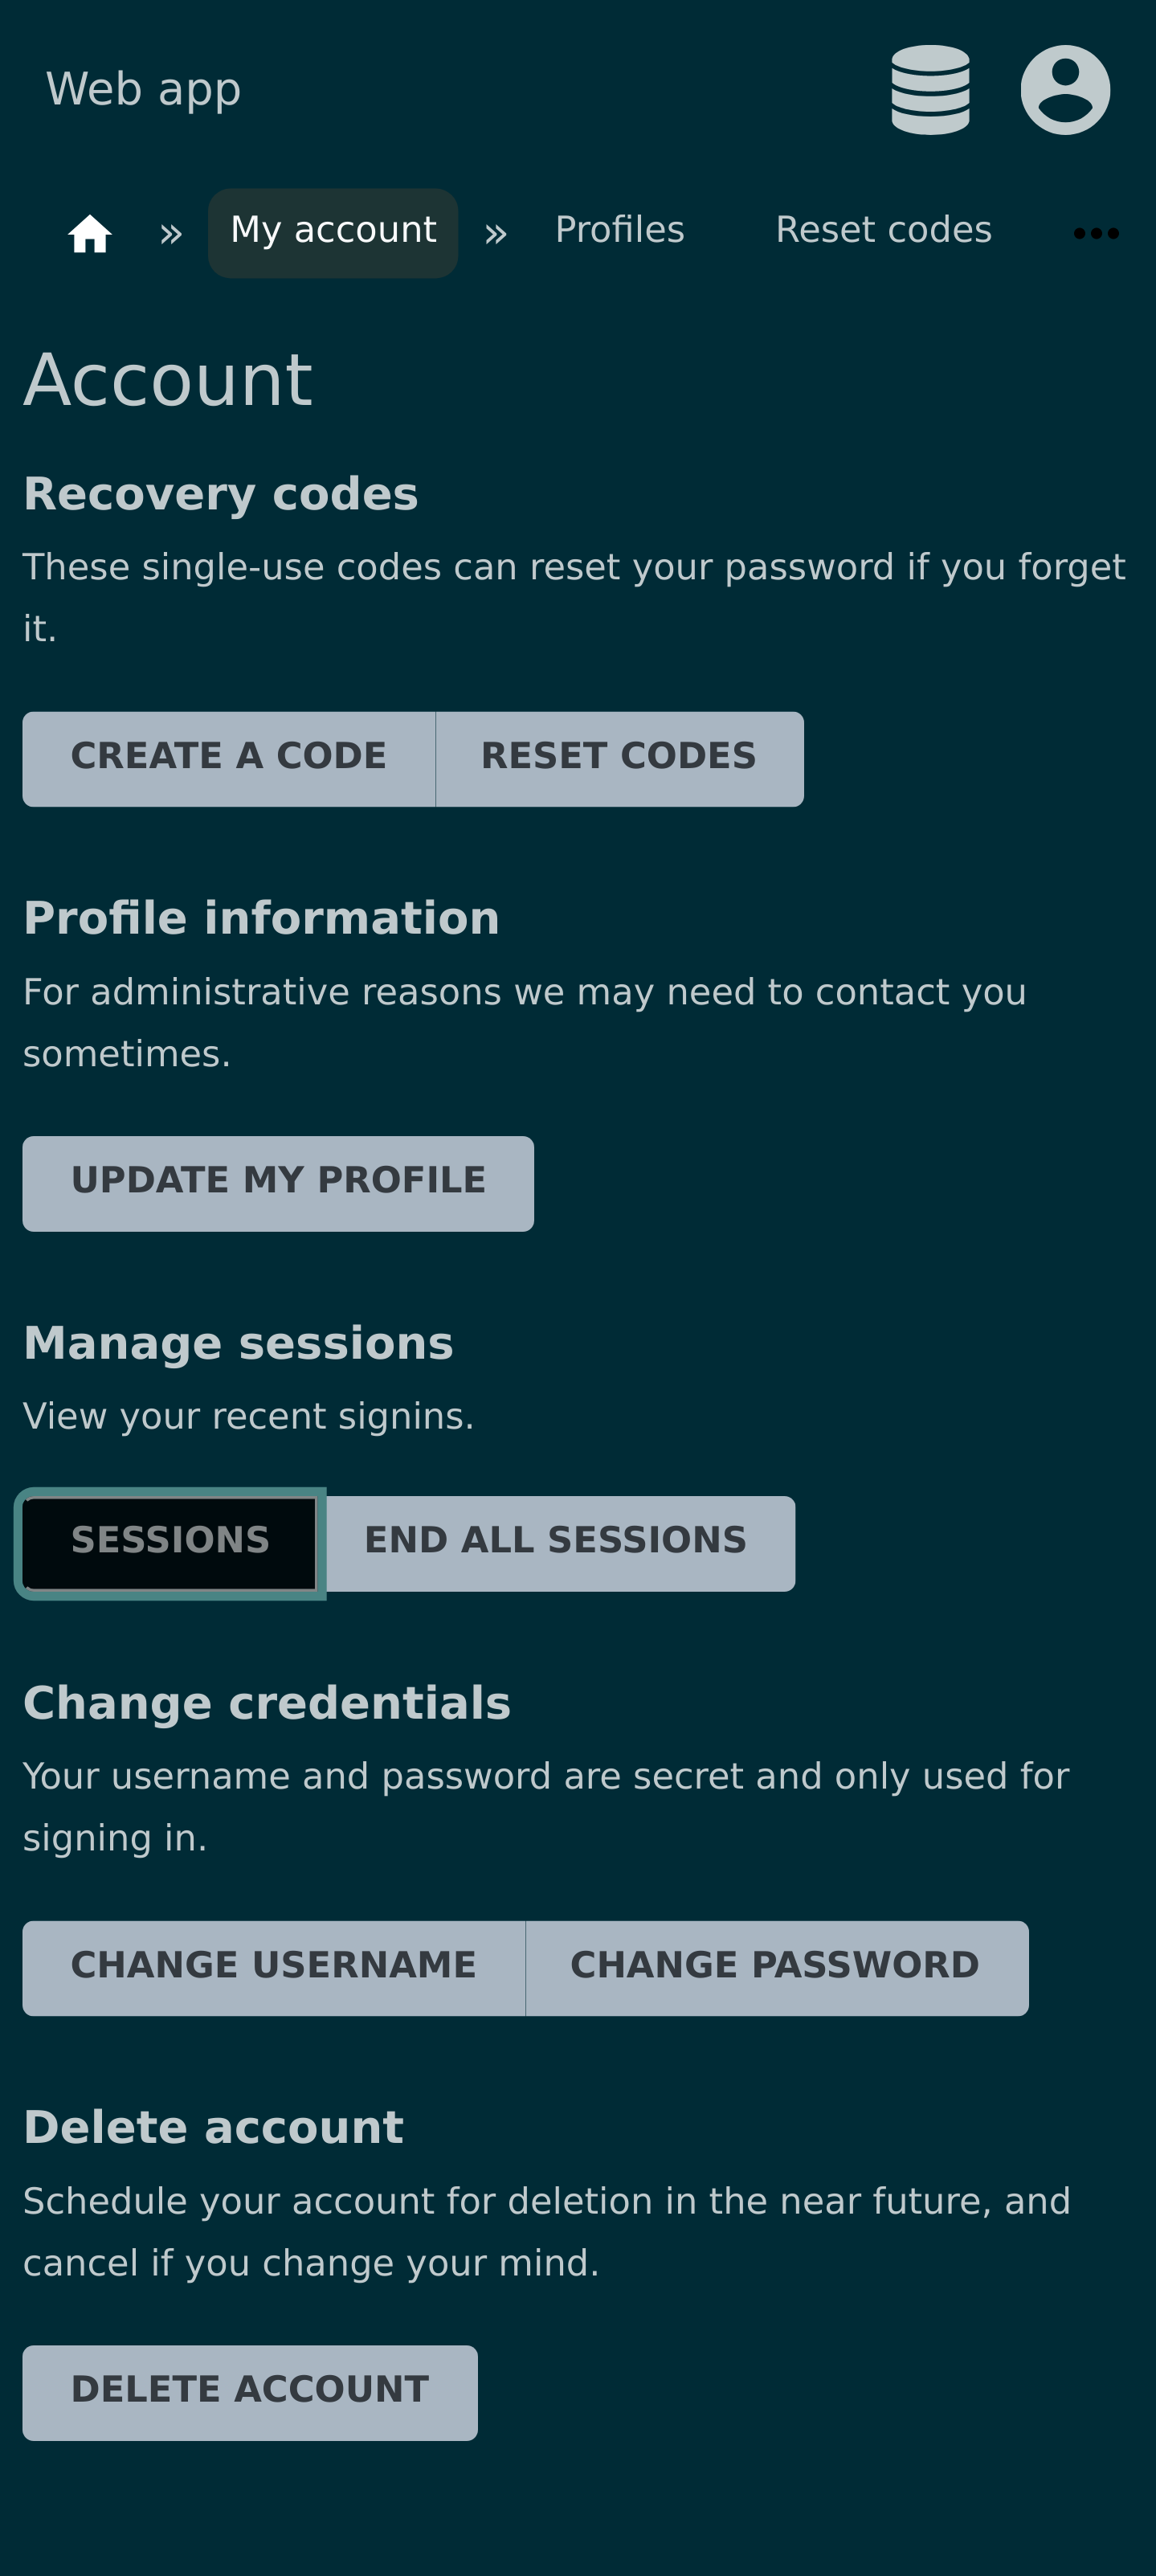 Web app
» My account » Profiles Reset codes •••
Account
Recovery codes
These single-use codes can reset your password if you forget
it.
CREATE A CODE RESET CODES
Profile information
For administrative reasons we may need to contact you
sometimes.
UPDATE MY PROFILE
Manage sessions
View your recent signins.
SESSIONS END ALL SESSIONS
Change credentials
Your username and password are secret and only used for
signing in.
CHANGE USERNAME CHANGE PASSWORD
Delete account
Schedule your account for deletion in the near future, and
cancel if you change your mind.
DELETE ACCOUNT